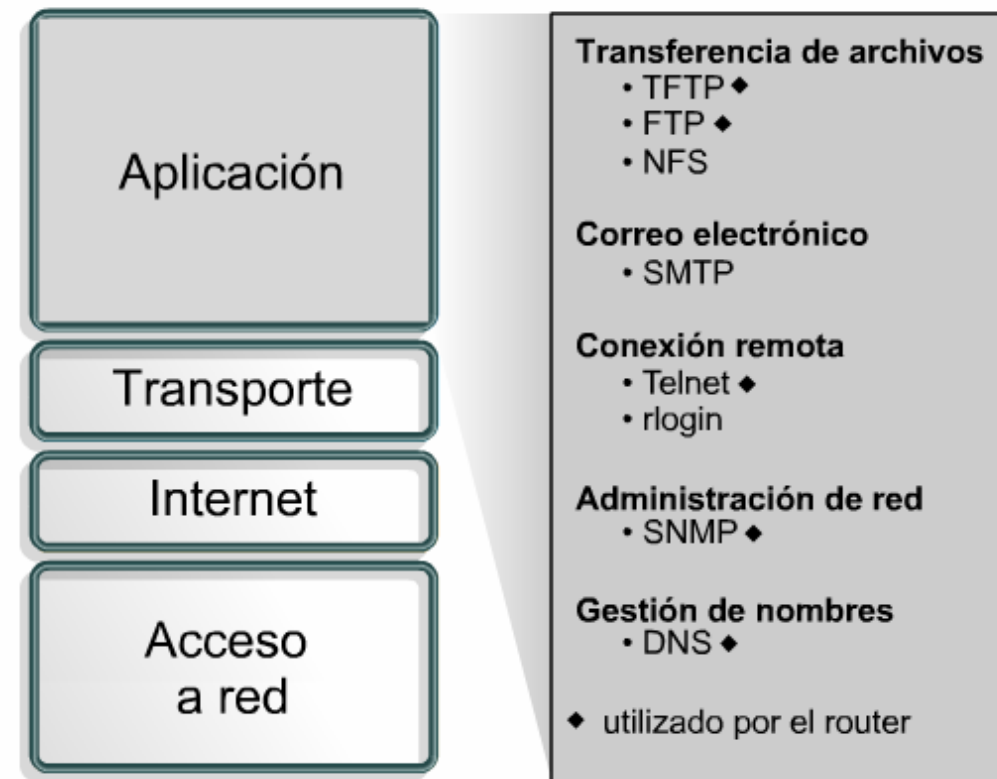 Aplicación
Transporte
Internet
Acceso
a red
Transferencia de archivos
• TFTP ◆
• FTP ◆
• NFS
Correo electrónico
• SMTP
Conexión remota
• Telnet ◆
• rlogin
Administración de red
• SNMP ◆
Gestión de nombres
• DNS ◆
◆ utilizado por el router